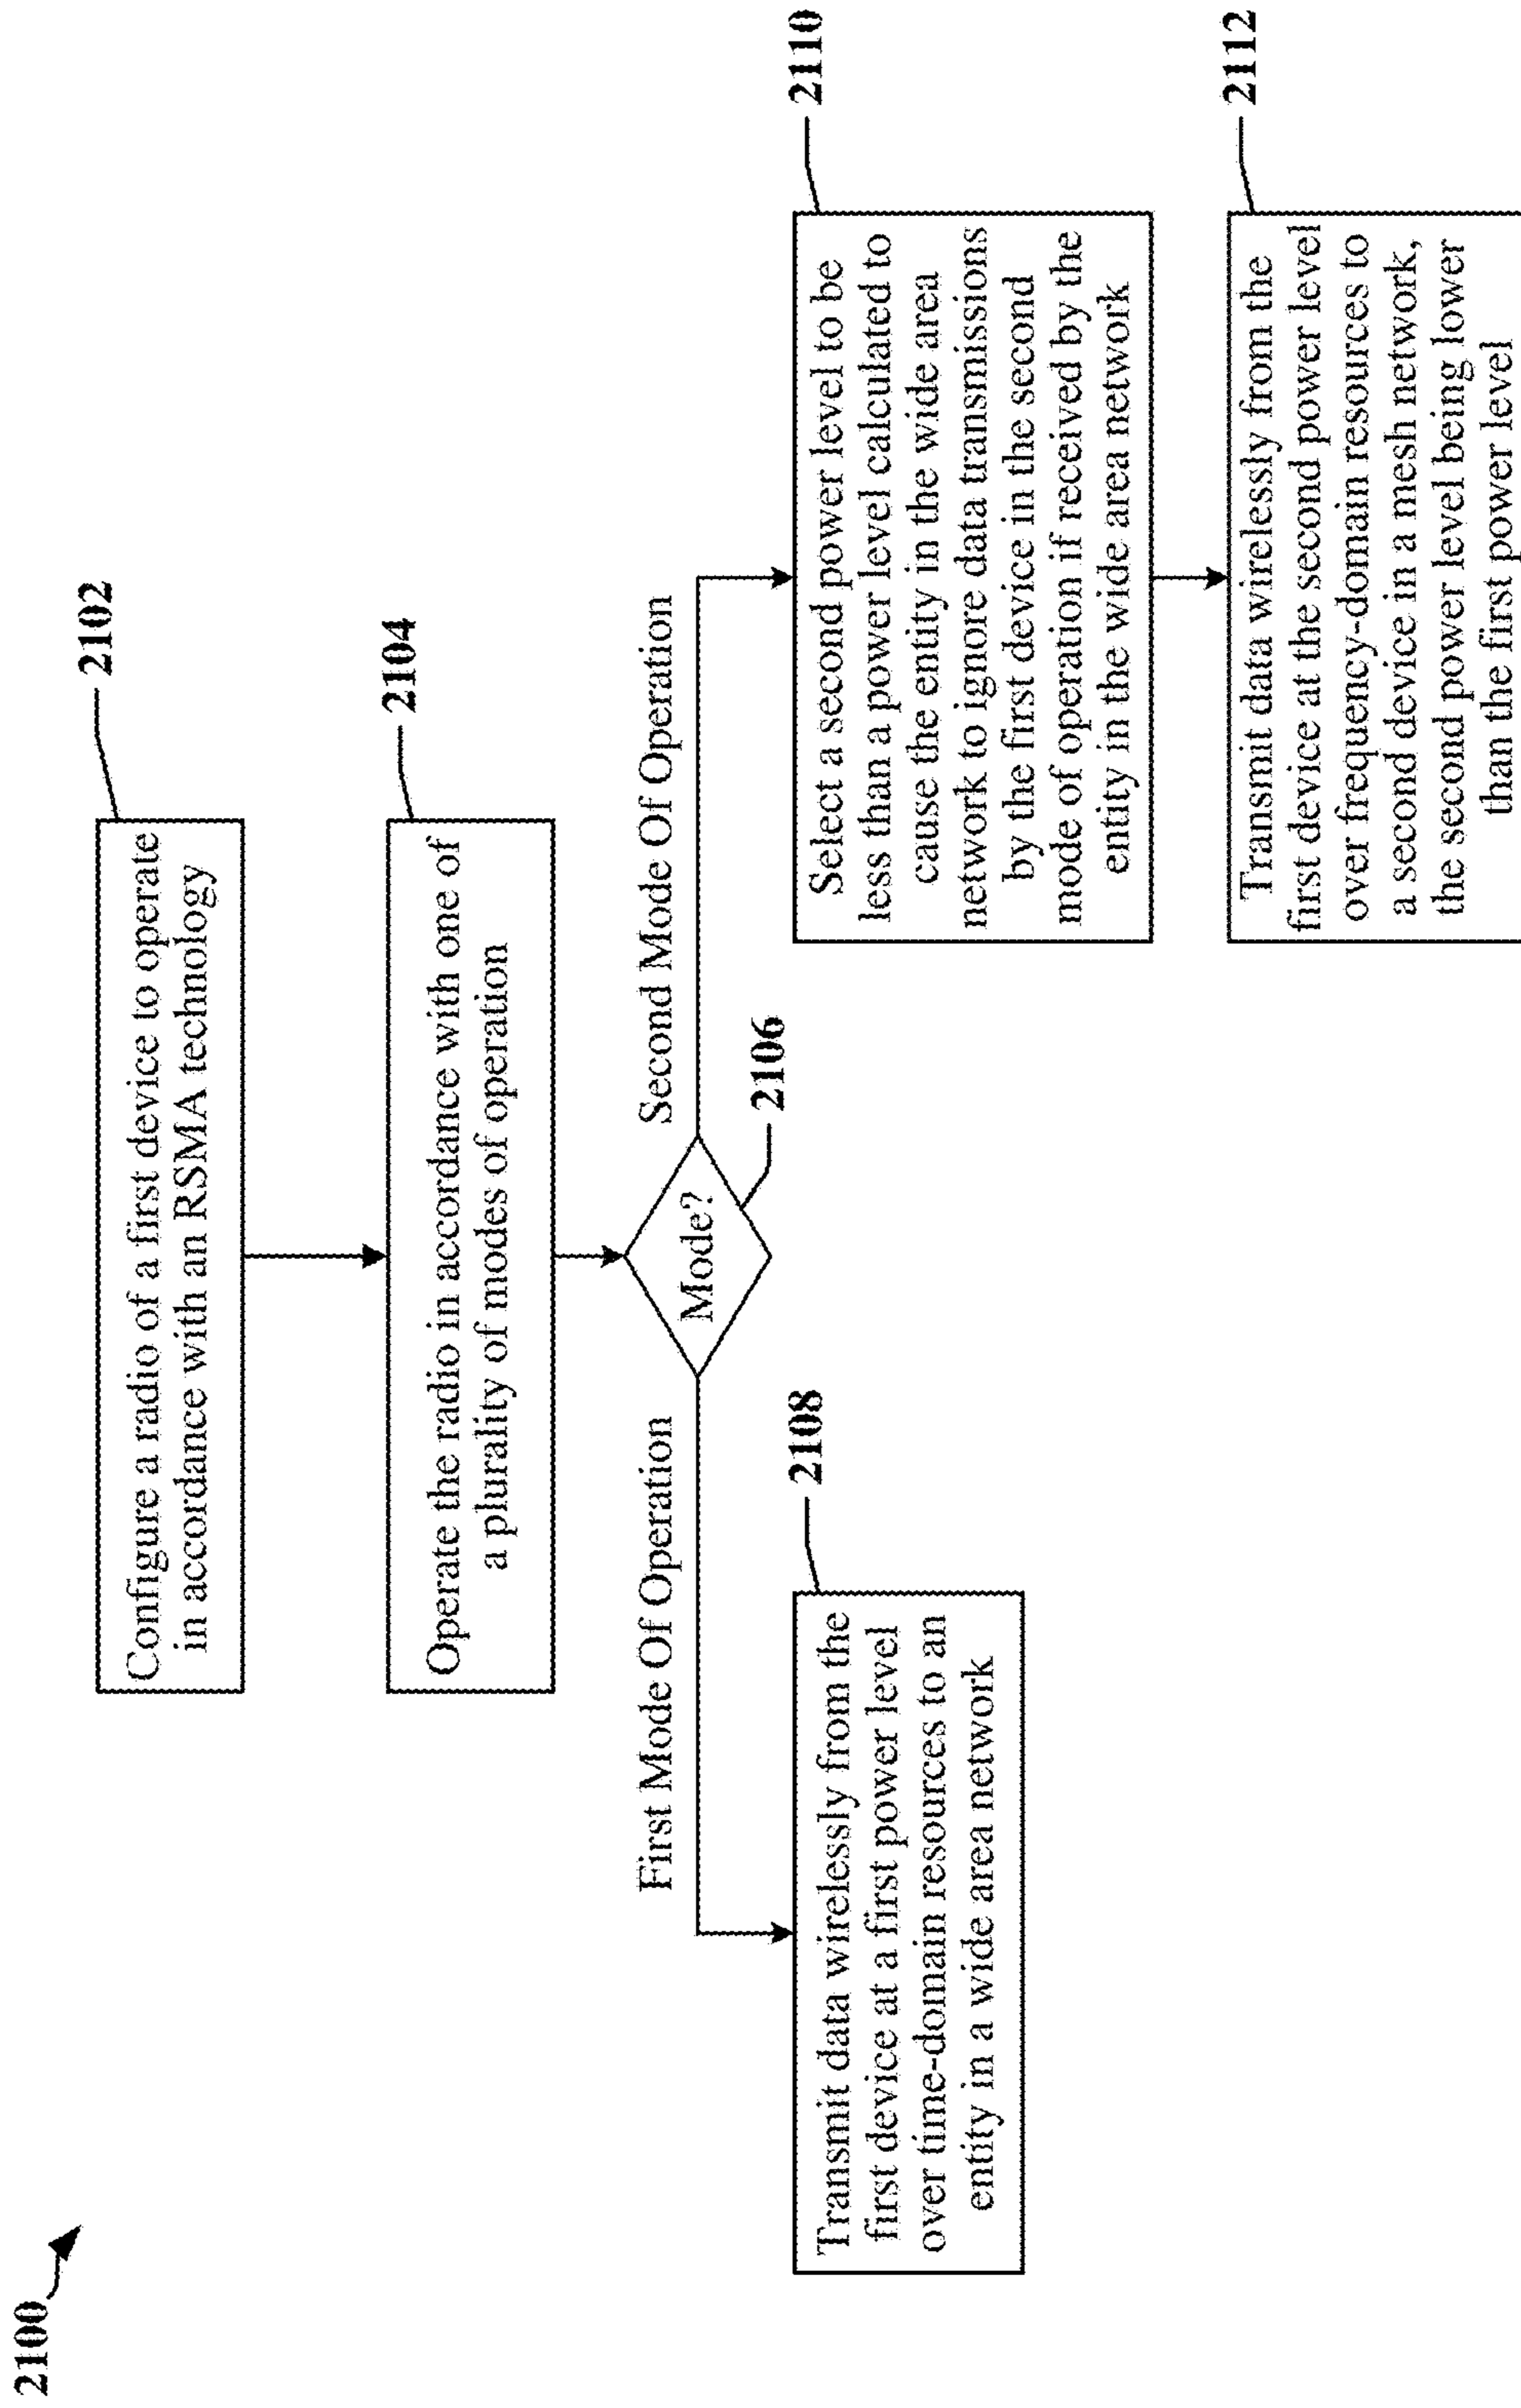 2100
2102
Configure a radio of a first device to operate
in accordance with an RSMA technology
2104
Operate the radio in accordance with one of
a plurality of modes of operation
First Mode Of Operation
Mode?
Second Mode Of Operation
2106
2108
Transmit data wirelessly from the
first device at a first power level
over time-domain resources to an
entity in a wide area network
2110
Select a second power level to be
less than a power level calculated to
cause the entity in the wide area
network to ignore data transmissions
by the first device in the second
mode of operation if received by the
entity in the wide area network
2112
Transmit data wirelessly from the
first device at the second power level
over frequency-domain resources to
a second device in a mesh network,
the second power level being lower
than the first power level